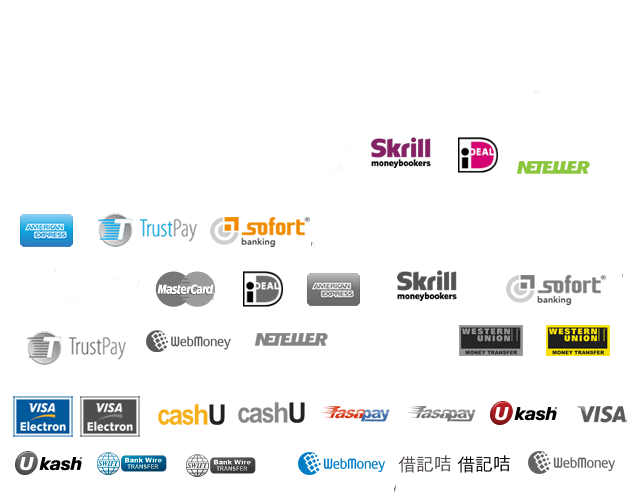 Skrill
moneybookers
iDEAL
NETELLER
AMERICAN
EXPRESS
TrustPay
sofort®
banking
MasterCard
iDEAL
AMERICAN
EXPRESS
Skrill
moneybookers
sofort®
banking
TrustPay
WebMoney
NETELLER
WESTERN
UNION
MONEY TRANSFER
WESTERN
UNION
MONEY TRANSFER
VISA
Electron
VISA
Electron
cashU
cashU
fasapay
fasapay
Ukash
VISA
Ukash
SWIFT
Bank Wire
TRANSFER
SWIFT
Bank Wire
TRANSFER
WebMoney
借記咭
借記咭
WebMoney